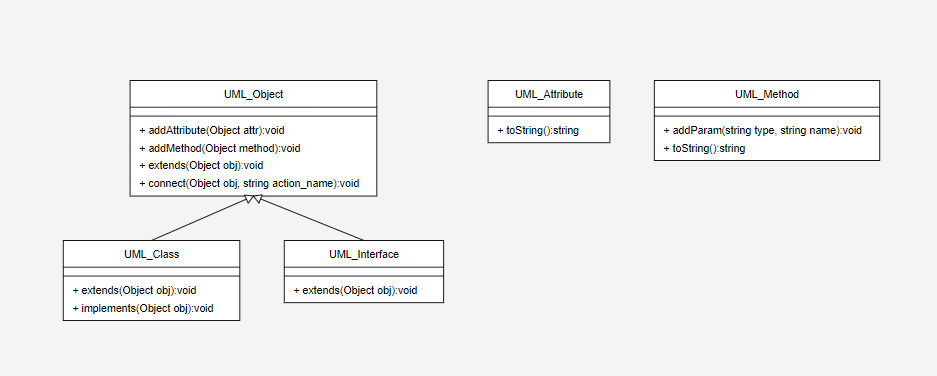 UML_Object
+ addAttribute(Object attr):void
+ addMethod(Object method):void
+ extends(Object obj):void
+ connect(Object obj, string action_name):void
UML_Attribute
+ toString():string
UML_Method
+ addParam(string type, string name):void
+ toString():string
UML_Class
+ extends(Object obj):void
+ implements(Object obj):void
UML_Interface
+ extends(Object obj):void